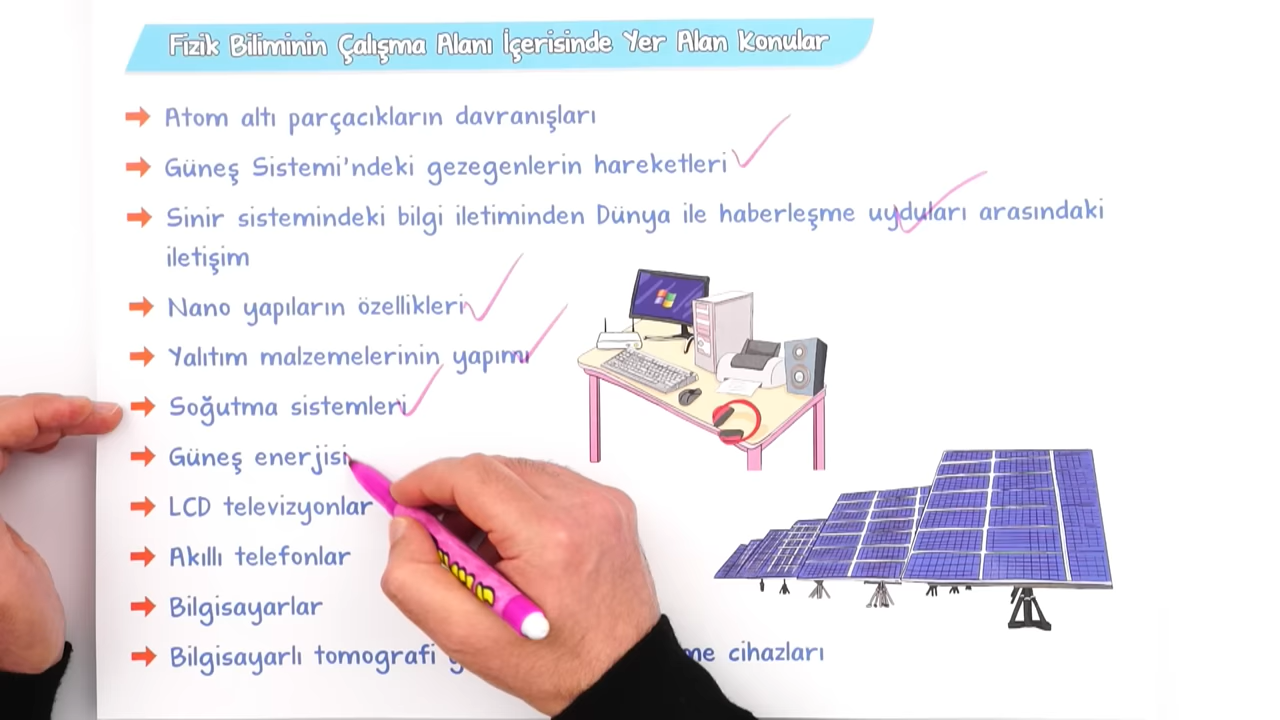 Fizik Biliminin Çalışma Alanı İçerisinde Yer Alan Konular
Atom altı parçacıkların davranışları
Güneş Sistemi'ndeki gezegenlerin hareketleri
Sinir sistemindeki bilgi iletiminden Dünya ile haberleşme uyduları arasındaki
iletişim
Nano yapıların özellikleri
Yalıtım malzemelerinin yapımı
Soğutma sistemleri
Güneş enerjisi
LCD televizyonlar
Akıllı telefonlar
Bilgisayarlar
Bilgisayarlı tomografi cihazları